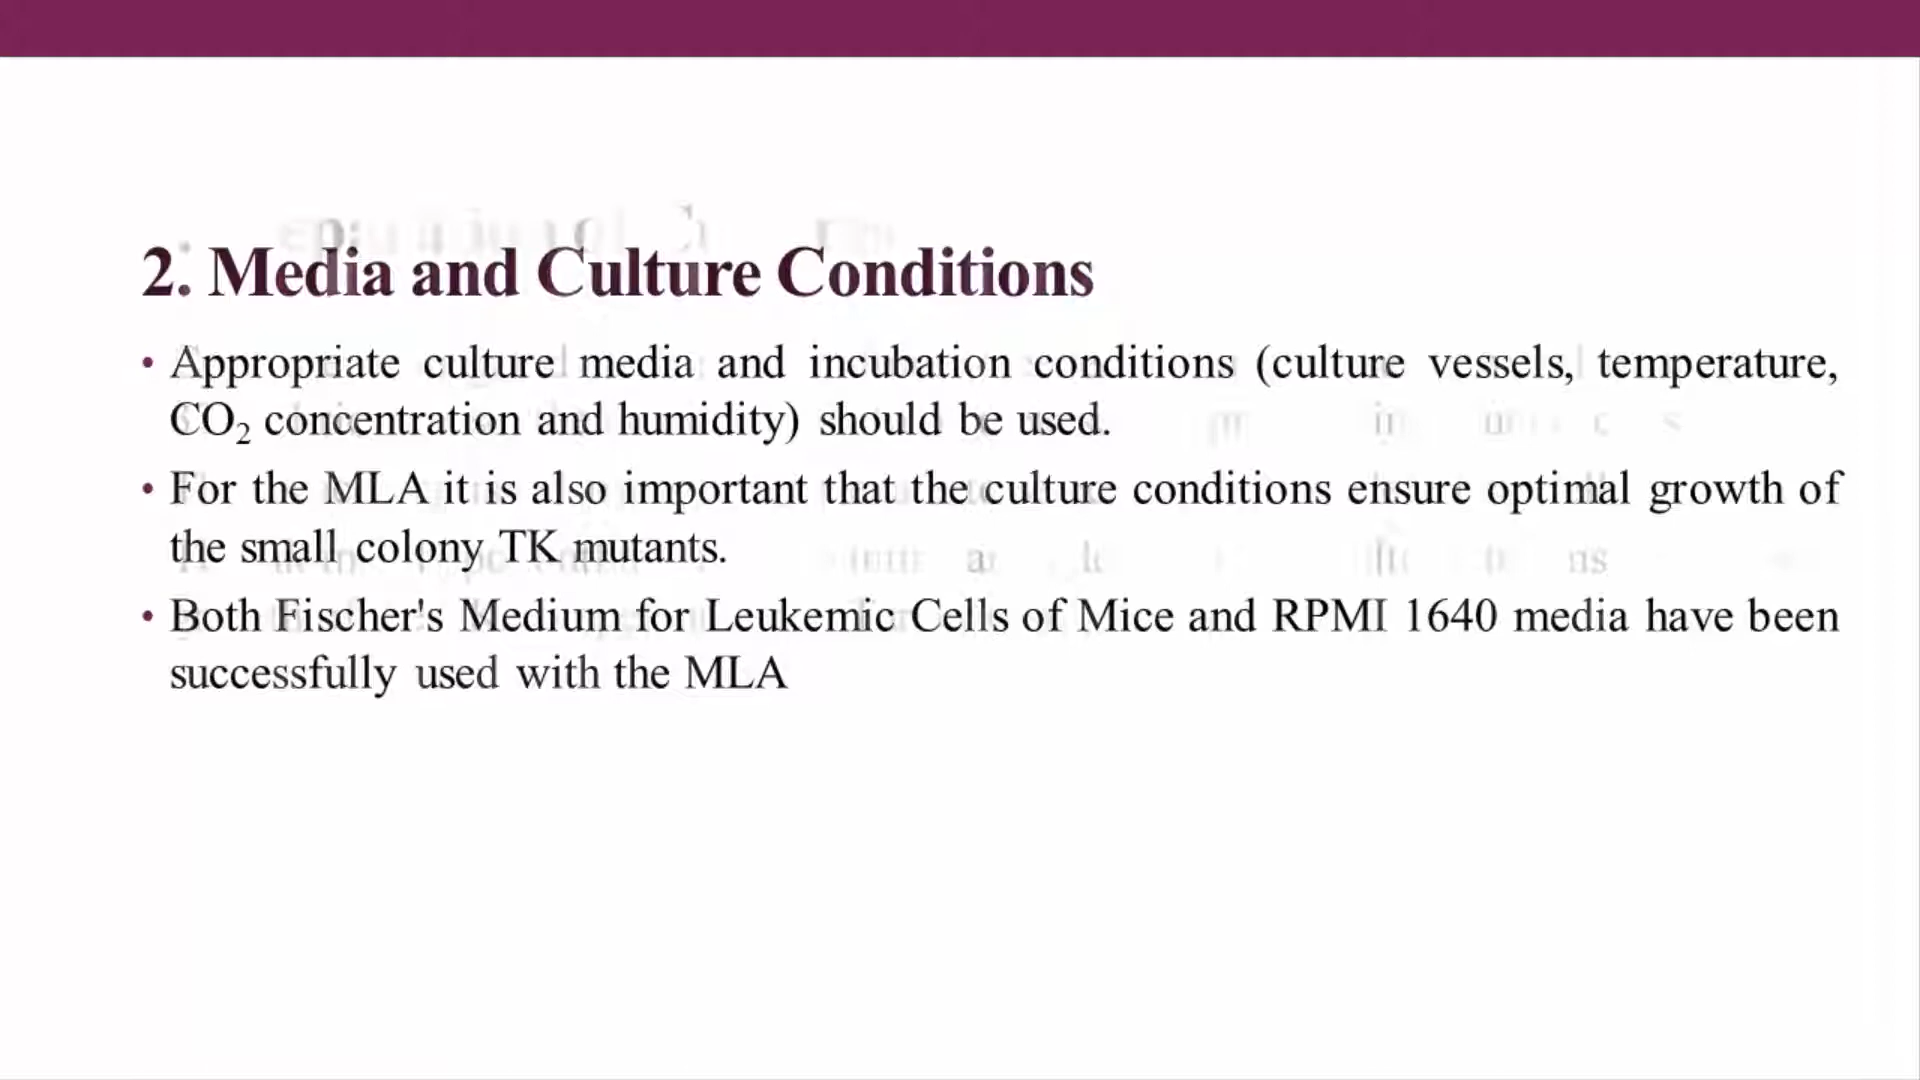 2. Media and Culture Conditions
• Appropriate culture media and incubation conditions (culture vessels, temperature,
CO₂ concentration and humidity) should be used.
• For the MLA it is also important that the culture conditions ensure optimal growth of
the small colony TK mutants.
• Both Fischer's Medium for Leukemic Cells of Mice and RPMI 1640 media have been
successfully used with the MLA